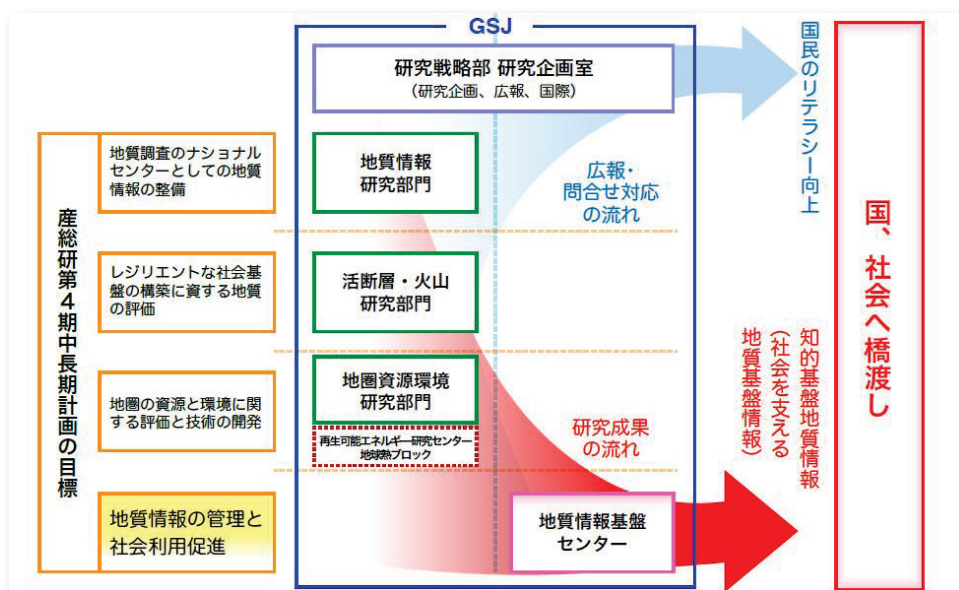 GSJ
研究戦略部 研究企画室
（研究企画、広報、国際）
産総研第４期中長期計画の目標
地質調査のナショナル
センターとしての地質
情報の整備
地質情報
研究部門
広報・
問合せ対応
の流れ
国民のリテラシー向上
レジリエントな社会基
盤の構築に資する地質
の評価
活断層・火山
研究部門
地圏の資源と環境に関
する評価と技術の開発
地圏資源環境
研究部門
再生可能エネルギー研究センター
地球熱ブロック
研究成果
の流れ
知的基盤地質情報
（社会を支える
地質基盤情報）
地質情報の管理と
社会利用促進
地質情報基盤
センター
国、社会へ橋渡し